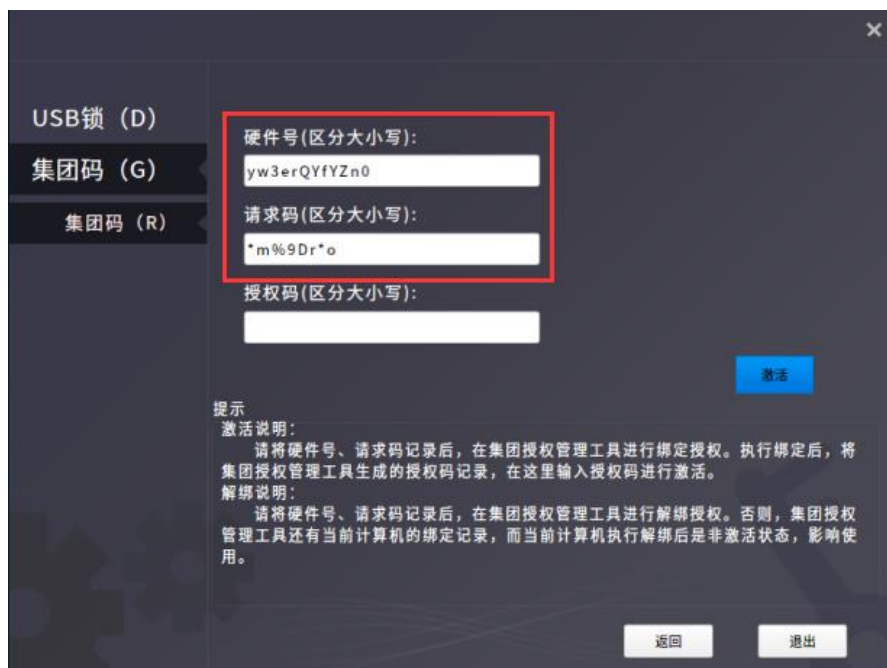 ×
USB锁（D）
集团码（G）
集团码（R）
硬件号(区分大小写):
yw3erQYfYZn0
请求码(区分大小写):
*m%9Dr*o
授权码(区分大小写):
激活
提示
激活说明:
请将硬件号、请求码记录后，在集团授权管理工具进行绑定授权。执行绑定后，将
集团授权管理工具生成的授权码记录，在这里输入授权码进行激活。
解绑说明:
请将硬件号、请求码记录后，在集团授权管理工具进行解绑授权。否则，集团授权
管理工具还有当前计算机的绑定记录，而当前计算机执行解绑后是非激活状态，影响使
用。
返回
退出